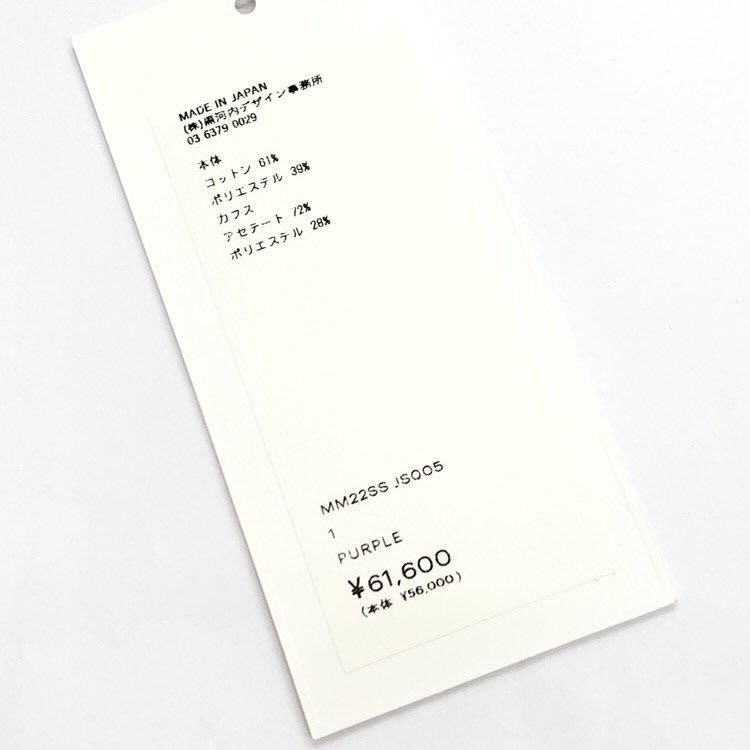 MADE IN JAPAN
(株)黒河内デザイン事務所
03 6379 0029
本体
コットン 61%
ポリエステル 39%
カフス
アセテート 72%
ポリエステル 28%
MM22SS JS005
1
PURPLE
¥61,600
(本体 ¥56,000)